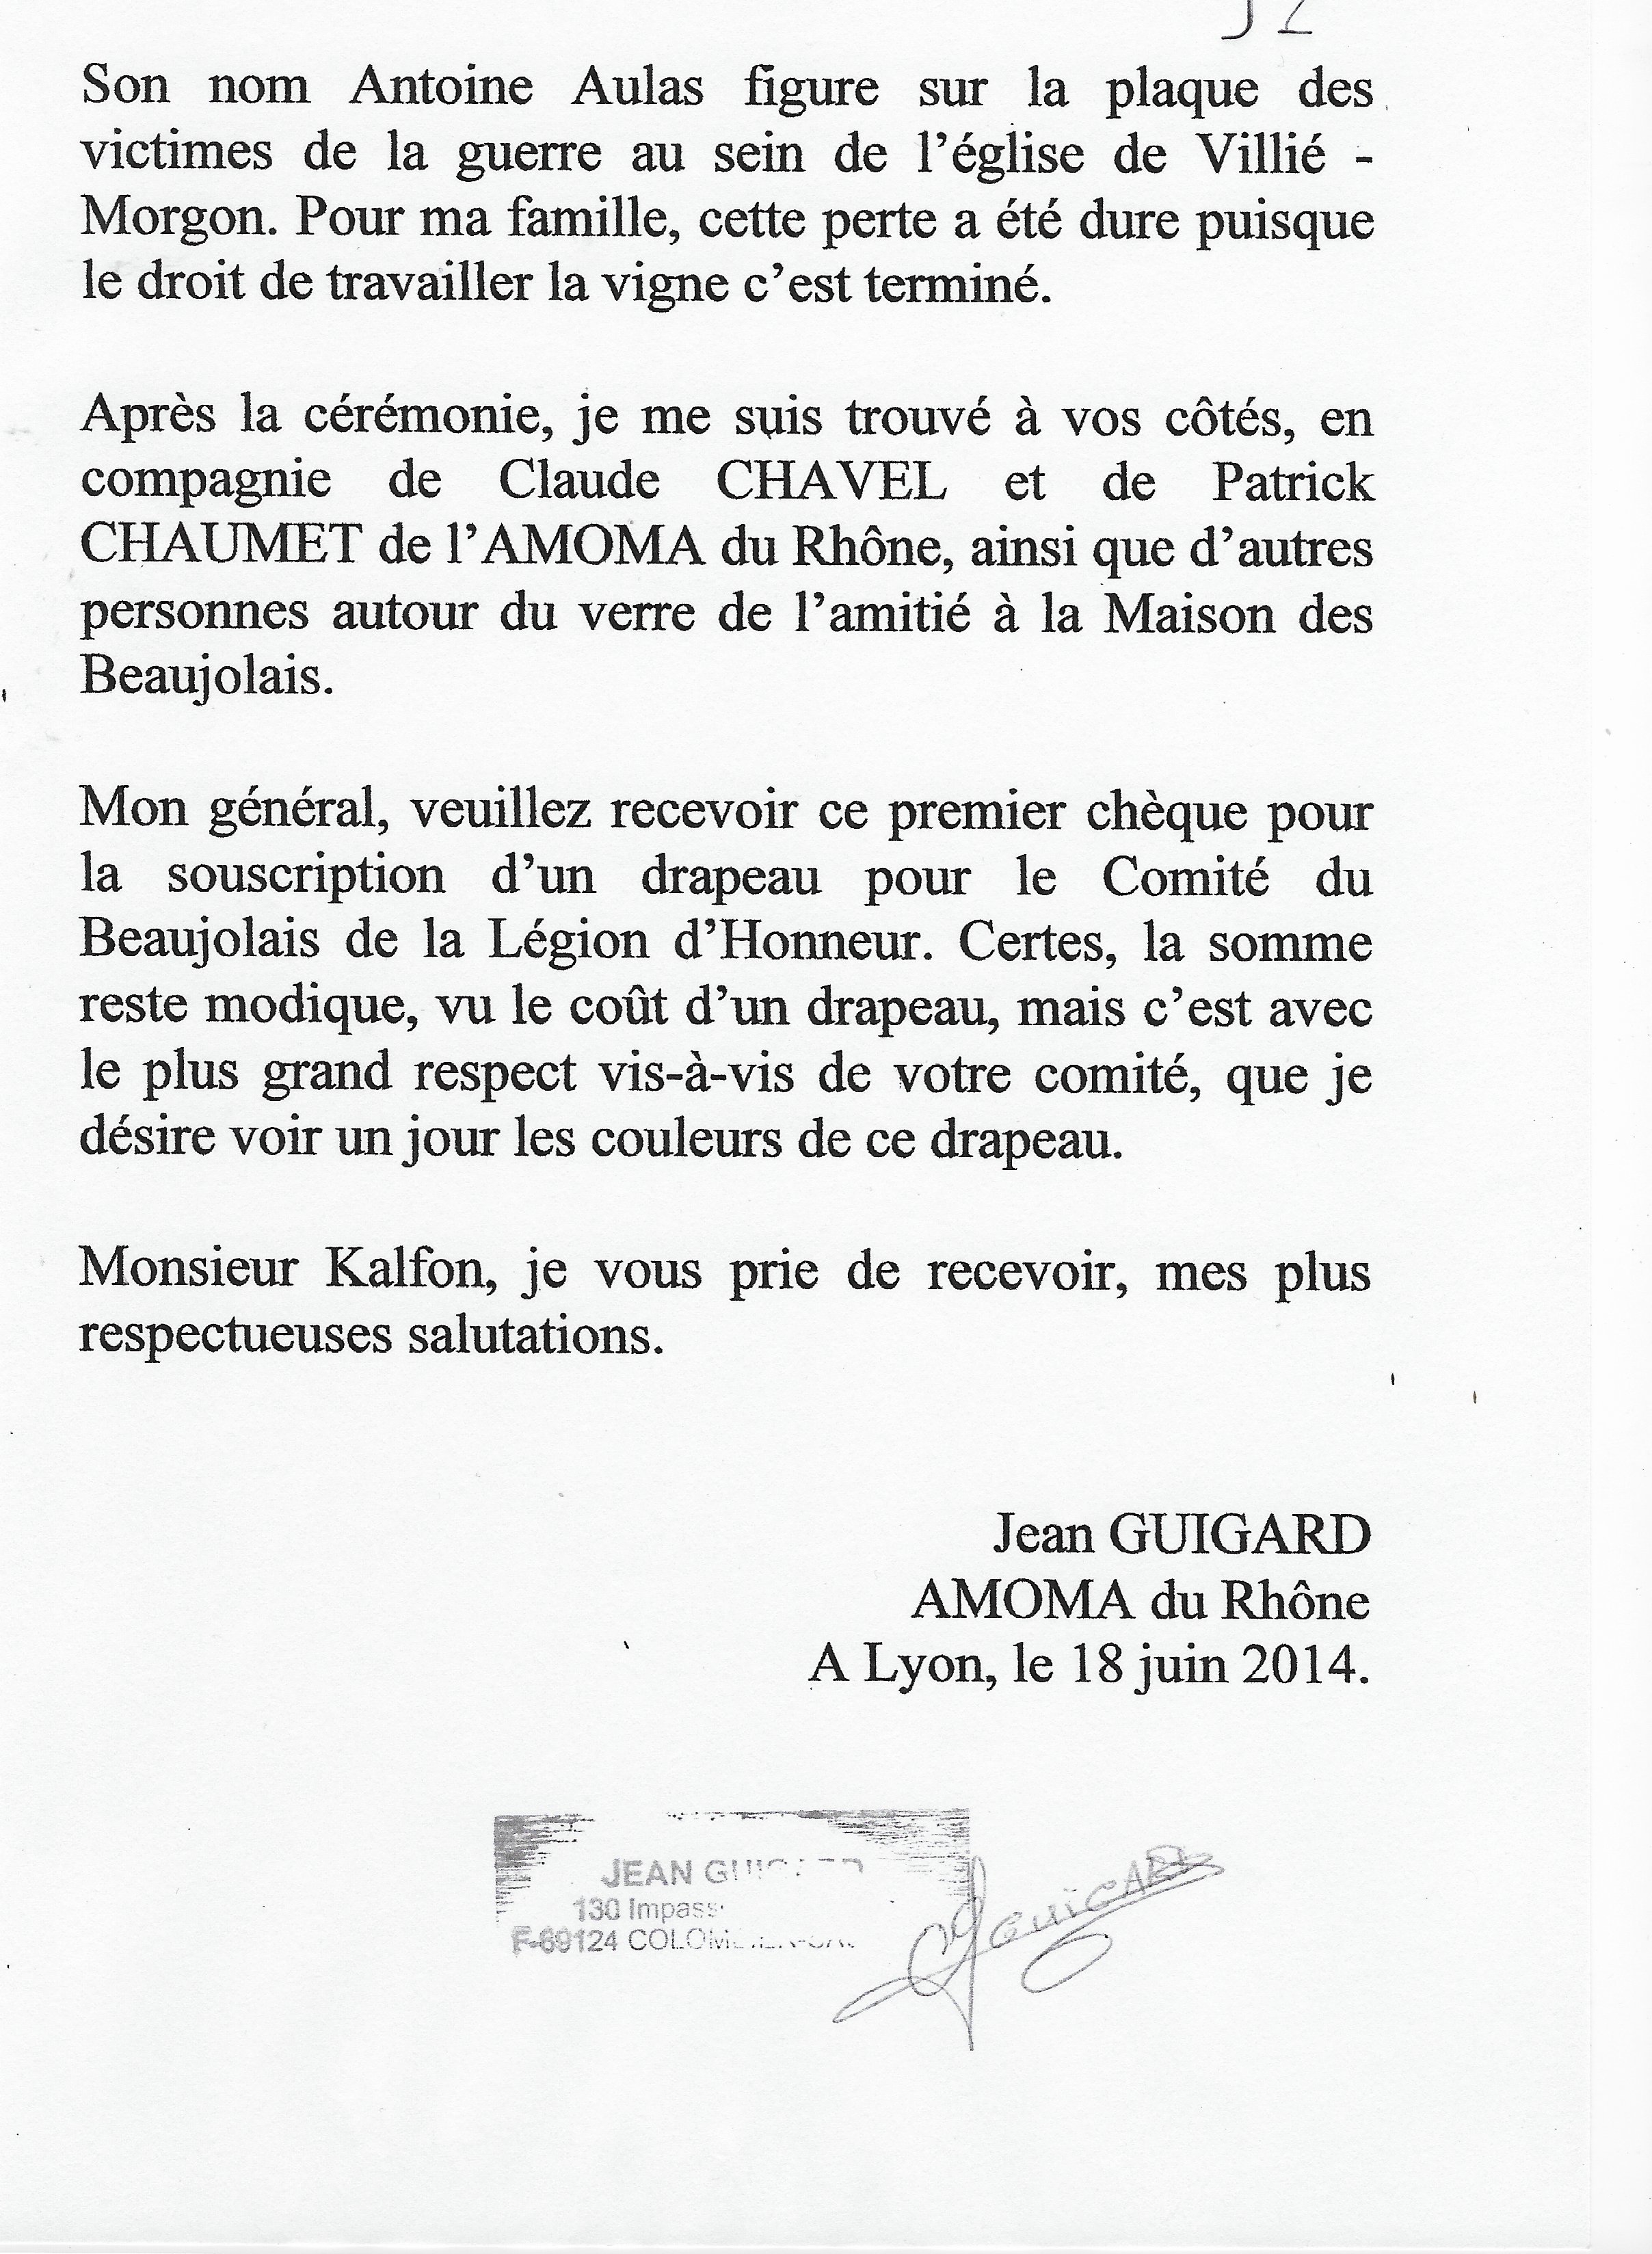 Son nom Antoine Aulas figure sur la plaque des
victimes de la guerre au sein de l’église de Villié -
Morgon. Pour ma famille, cette perte a été dure puisque
le droit de travailler la vigne c’est terminé.
Après la cérémonie, je me suis trouvé à vos côtés, en
compagnie de Claude CHAVEL et de Patrick
CHAUMET de l’AMOMA du Rhône, ainsi que d’autres
personnes autour du verre de l’amitié à la Maison des
Beaujolais.
Mon général, veuillez recevoir ce premier chèque pour
la souscription d’un drapeau pour le Comité du
Beaujolais de la Légion d’Honneur. Certes, la somme
reste modique, vu le coût d’un drapeau, mais c’est avec
le plus grand respect vis-à-vis de votre comité, que je
désire voir un jour les couleurs de ce drapeau.
Monsieur Kalfon, je vous prie de recevoir, mes plus
respectueuses salutations.
Jean GUIGARD
AMOMA du Rhône
A Lyon, le 18 juin 2014.
JEAN
130
F-69124
GUIGARD